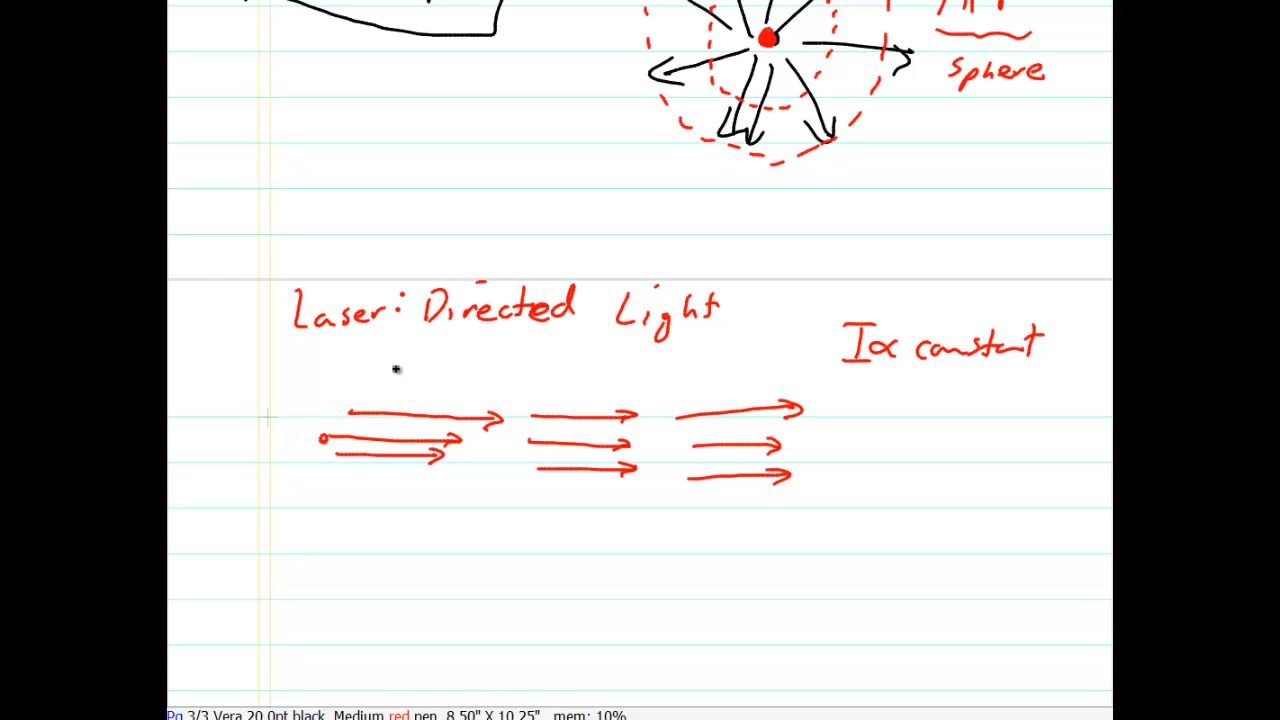 sphere
Laser: Directed Light
I ∝ constant
Pg 3/3 Vera 20.0pt black, Medium red pen, 8.50" X 10.25" mem: 10%